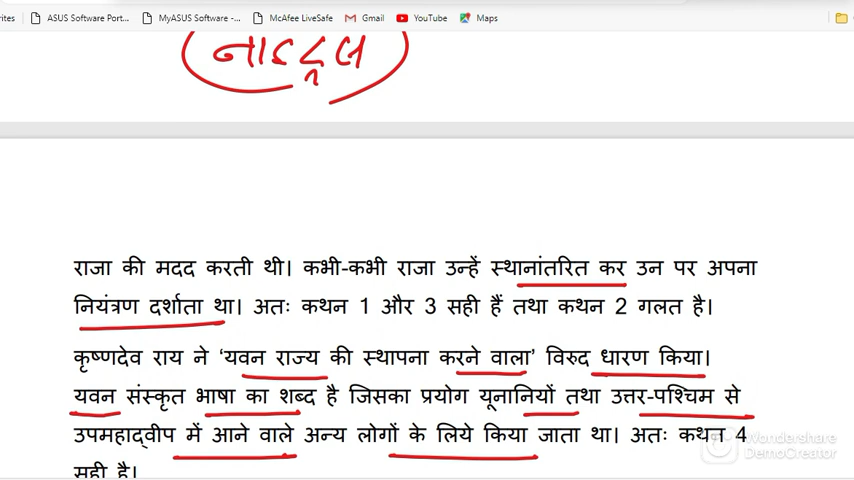 rites ASUS Software Port... MyASUS Software -... McAfee LiveSafe Gmail YouTube Maps
राजा की मदद करती थी। कभी-कभी राजा उन्हें स्थानांतरित कर उन पर अपना
नियंत्रण दर्शाता था। अतः कथन 1 और 3 सही हैं तथा कथन 2 गलत है।
कृष्णदेव राय ने ‘यवन राज्य की स्थापना करने वाला’ विरुद धारण किया।
यवन संस्कृत भाषा का शब्द है जिसका प्रयोग यूनानियों तथा उत्तर-पश्चिम से
उपमहाद्वीप में आने वाले अन्य लोगों के लिये किया जाता था। अतः कथन 4
सही है।
Wondershare
DemoCreator